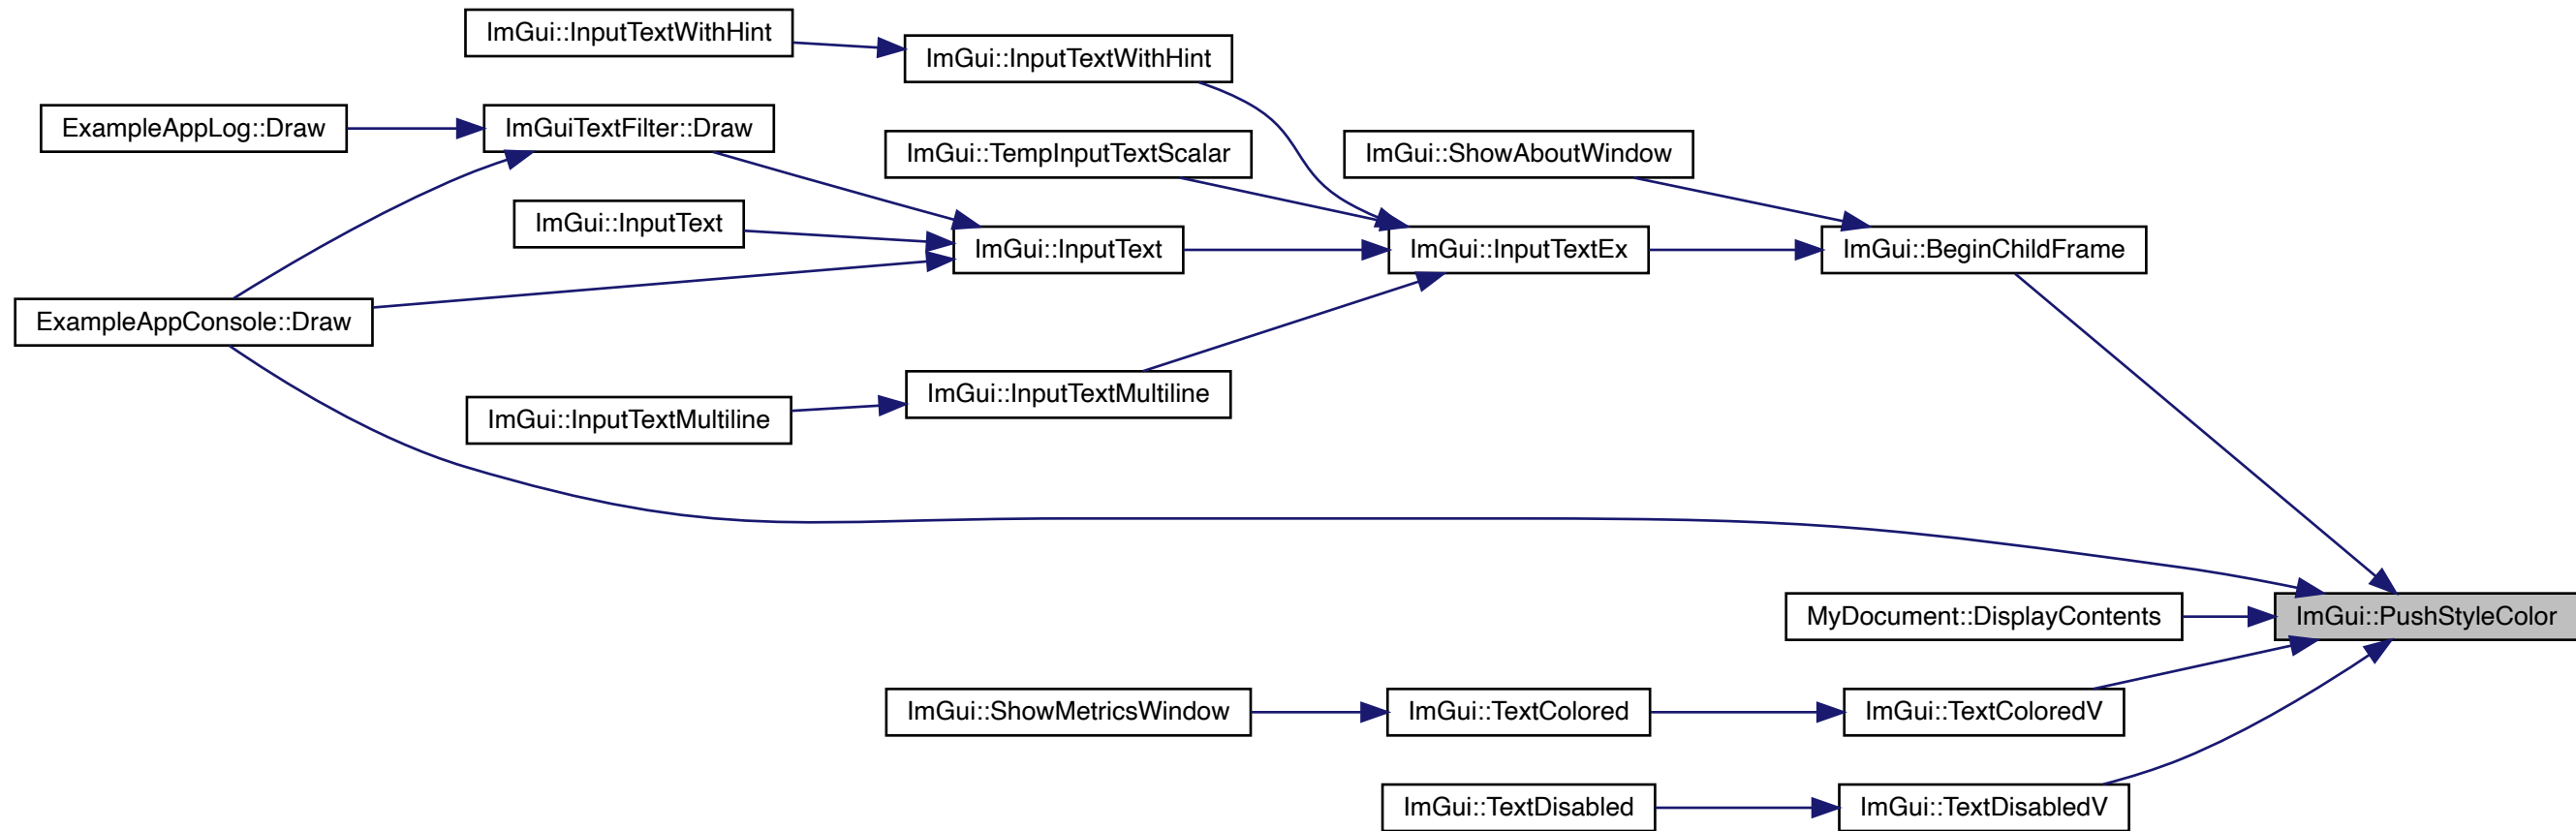 ImGui::InputTextWithHint
ImGui::InputTextWithHint
ExampleAppLog::Draw
ImGuiTextFilter::Draw
ImGui::TempInputTextScalar
ImGui::ShowAboutWindow
ImGui::InputText
ImGui::InputText
ImGui::InputTextEx
ImGui::BeginChildFrame
ExampleAppConsole::Draw
ImGui::InputTextMultiline
ImGui::InputTextMultiline
MyDocument::DisplayContents
ImGui::PushStyleColor
ImGui::ShowMetricsWindow
ImGui::TextColored
ImGui::TextColoredV
ImGui::TextDisabled
ImGui::TextDisabledV